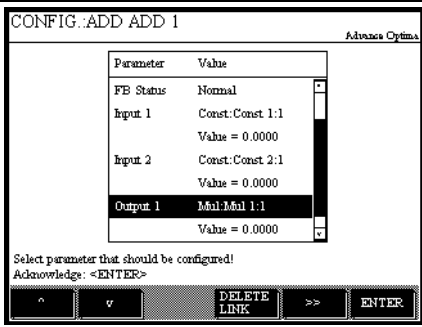 CONFIG.:ADD ADD 1
Advance Optima
Parameter Value
FB Status Normal
Input 1 Const:Const 1:1
Value = 0.0000
Input 2 Const:Const 2:1
Value = 0.0000
Output 1 Mul:Mul 1:1
Value = 0.0000
Select parameter that should be configured!
Acknowledge: <ENTER>
^ v DELETE LINK >> ENTER